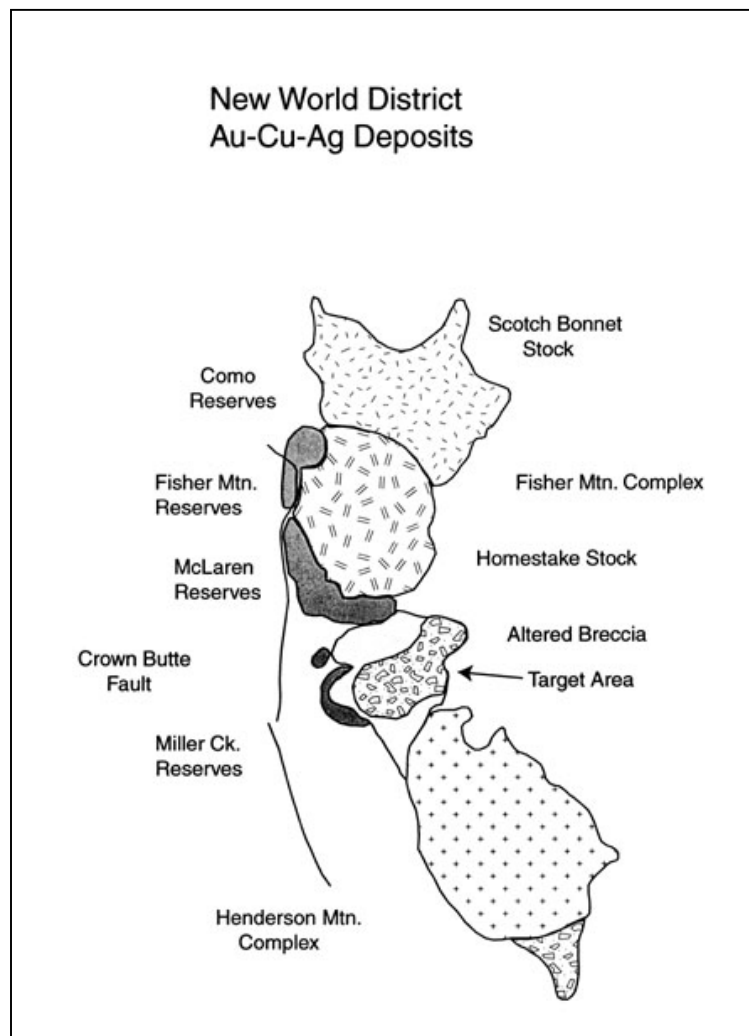 New World District
Au-Cu-Ag Deposits
Scotch Bonnet
Stock
Como
Reserves
Fisher Mtn.
Reserves
Fisher Mtn. Complex
McLaren
Reserves
Homestake Stock
Altered Breccia
Crown Butte
Fault
Target Area
Miller Ck.
Reserves
Henderson Mtn.
Complex